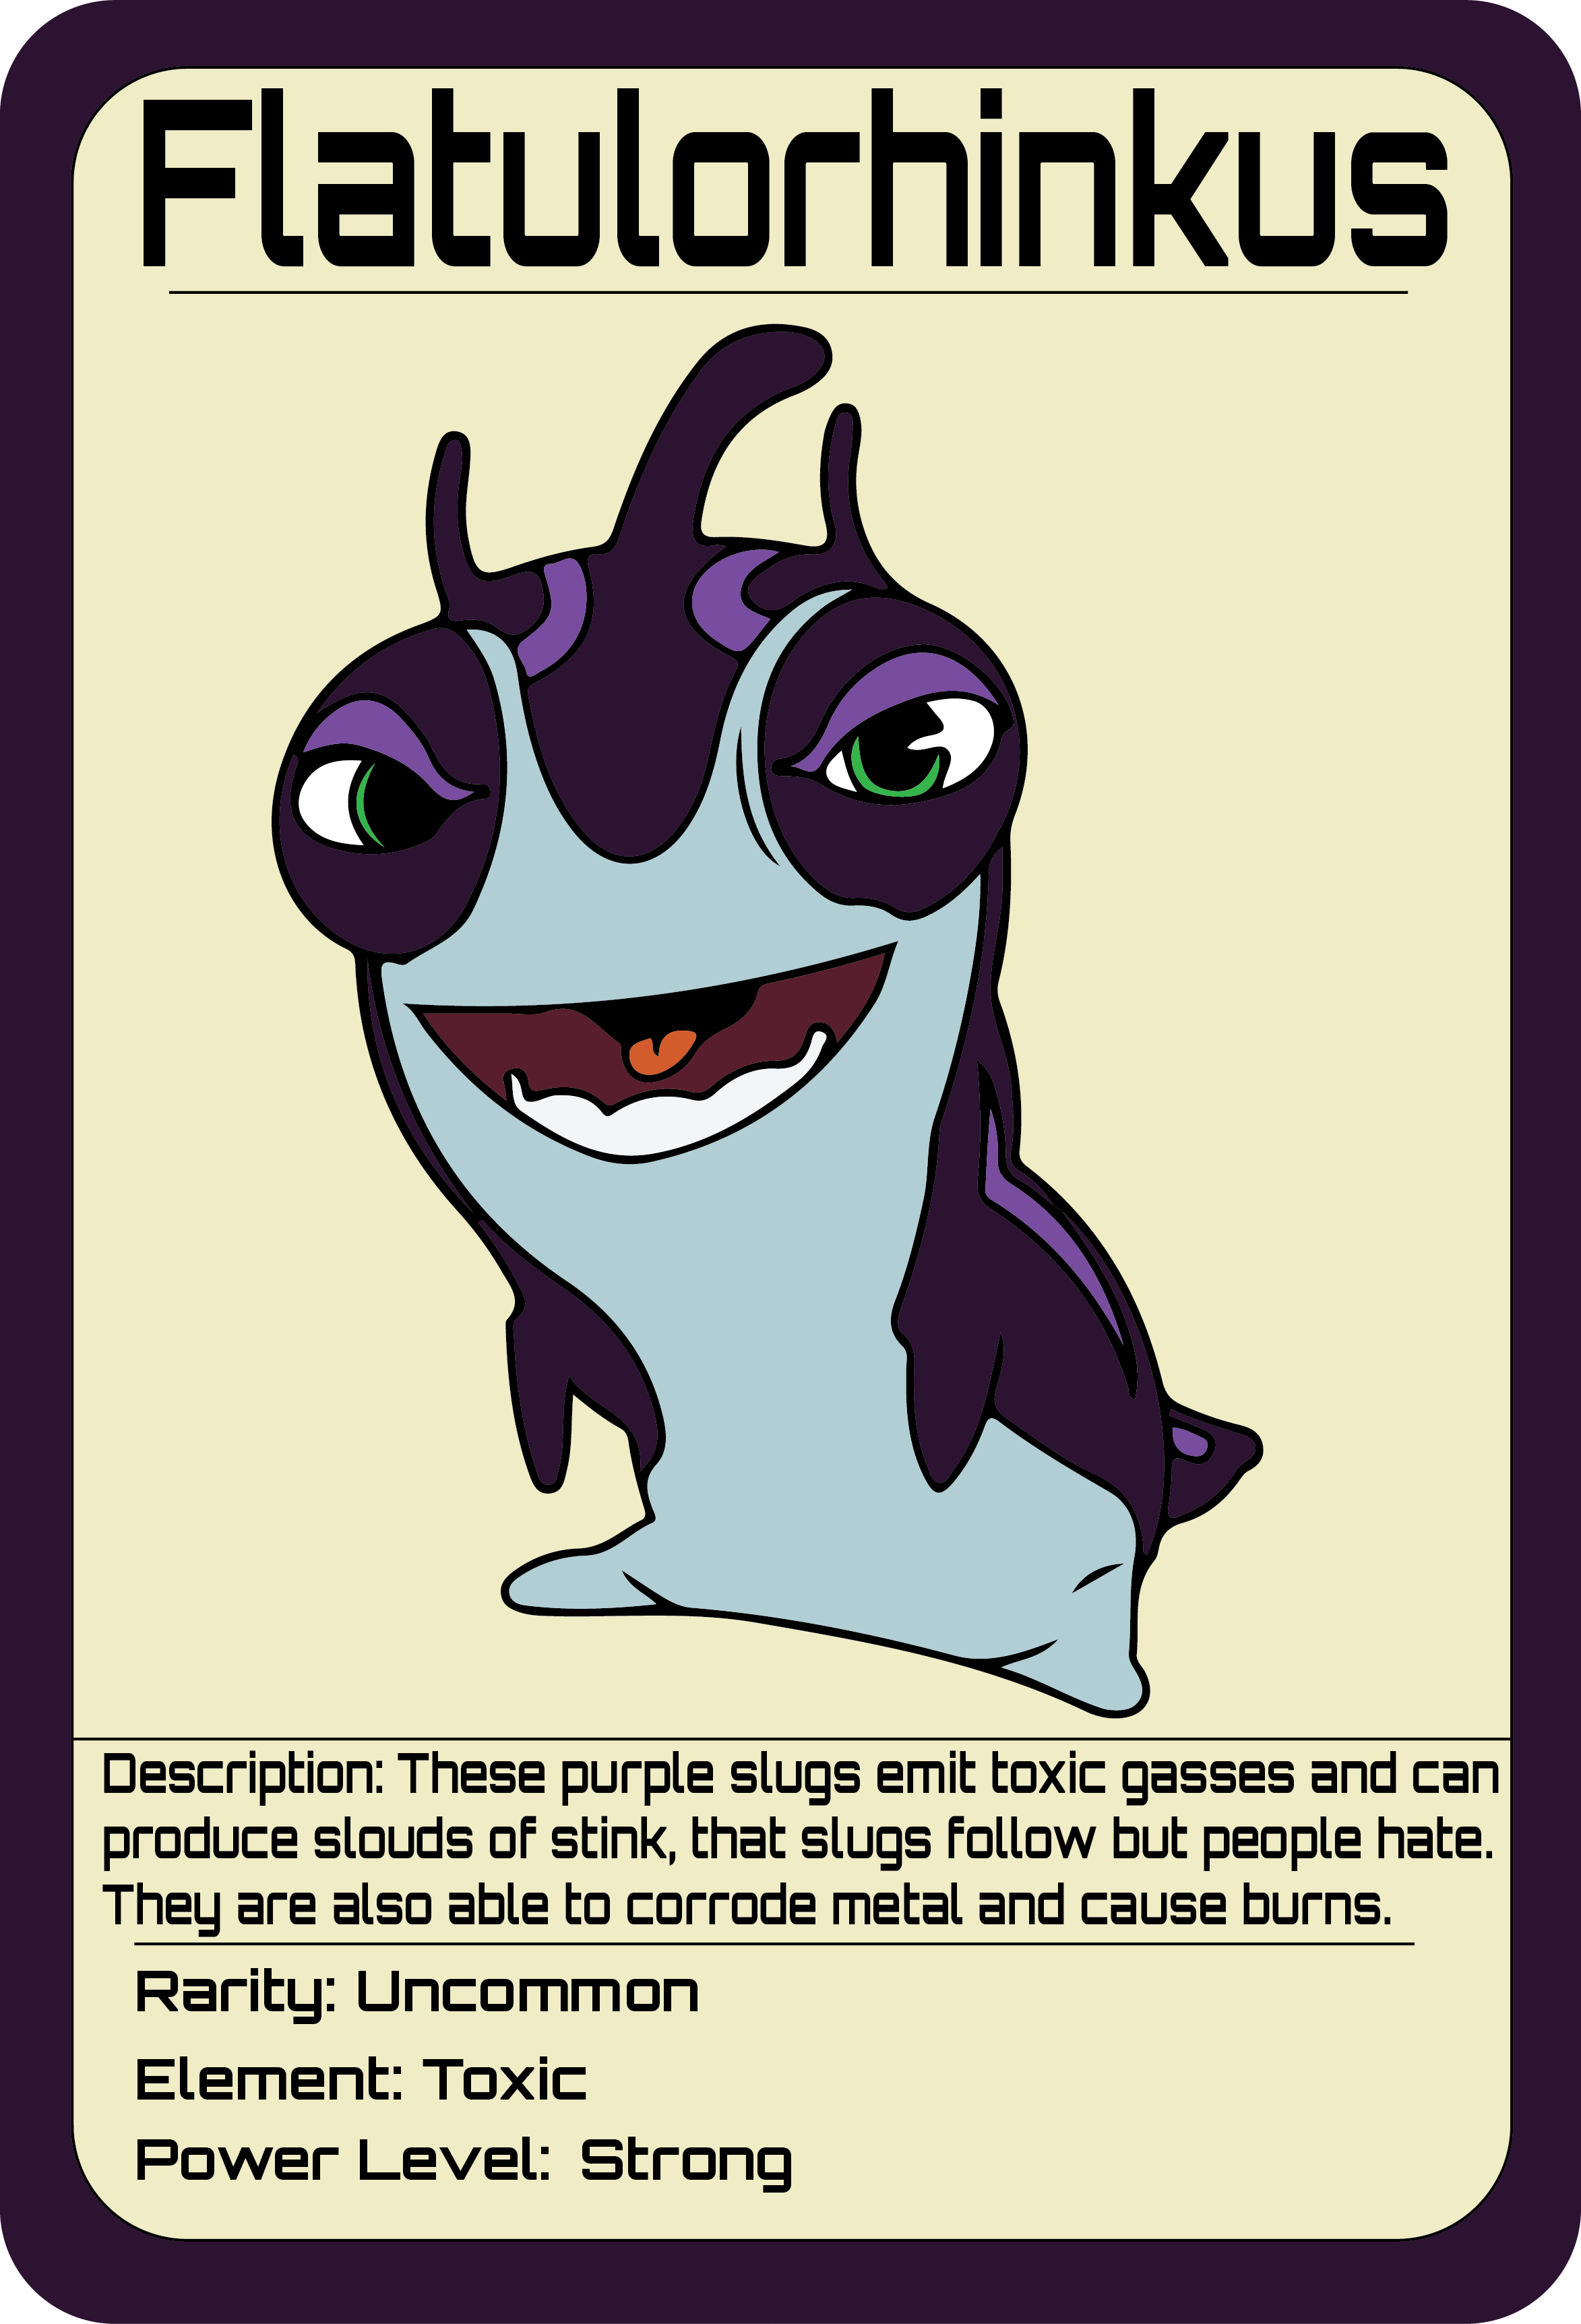 Flatulorhinkus
Description: These purple slugs emit toxic gasses and can
produce slouds of stink, that slugs follow but people hate.
They are also able to corrode metal and cause burns.
Rarity: Uncommon
Element: Toxic
Power Level: Strong